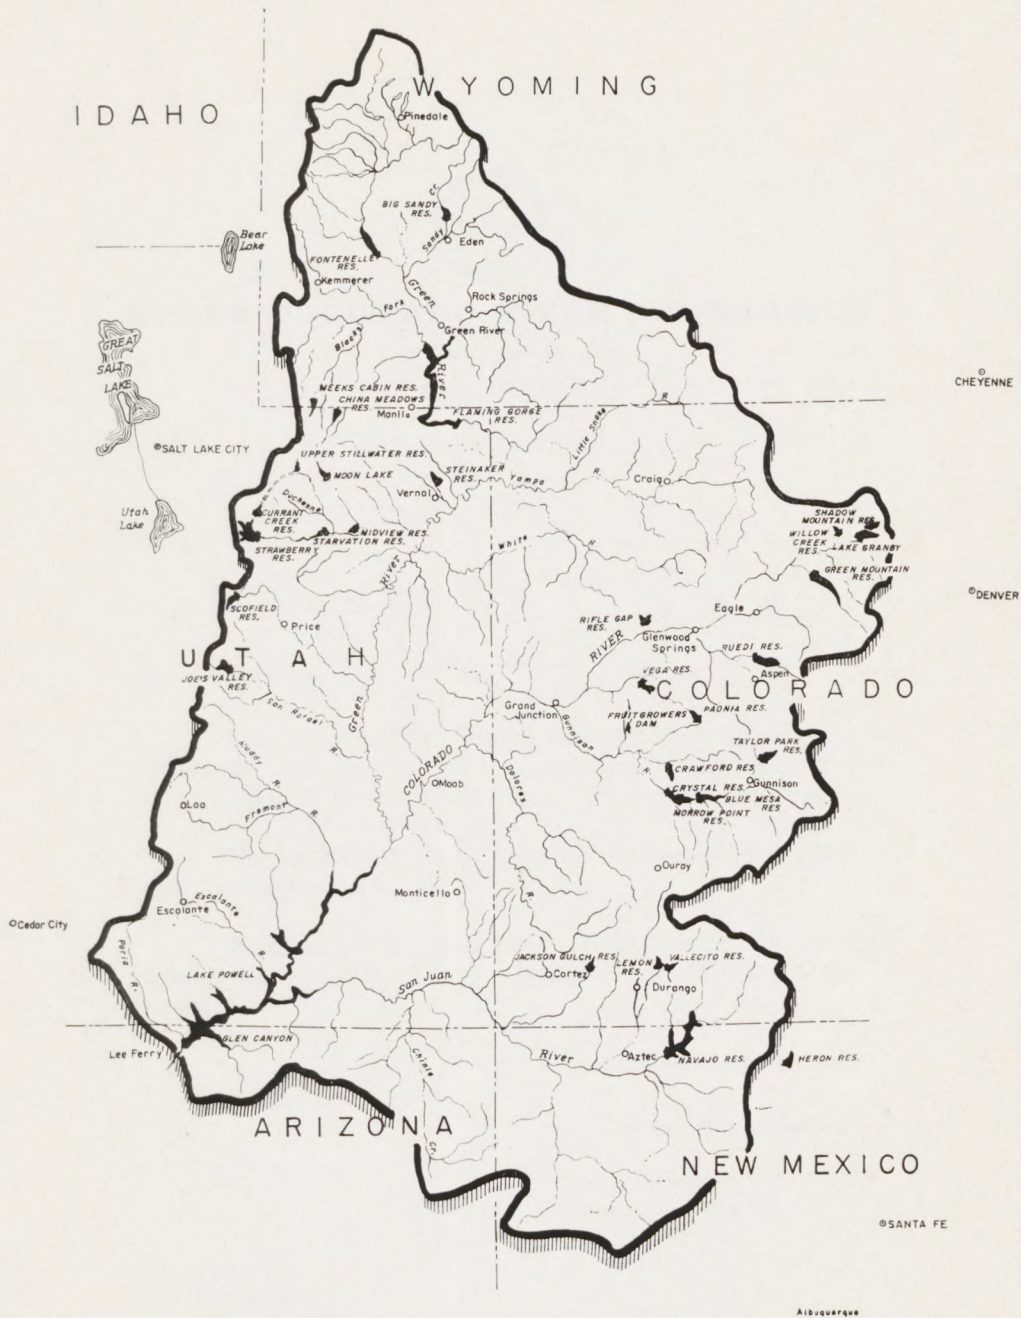 WYOMING
IDAHO
Pinedale
BIG SANDY
RES.
Cr.
Sandy
Eden
Bear
Lake
FONTENELLE
RES.
Kemmerer
Green
Fork
Rock Springs
Green River
Blacks
River
GREAT
SALT
LAKE
CHEYENNE
MEEKS CABIN RES.
CHINA MEADOWS
RES.
Manila
FLAMING GORGE
RES.
Little Snake
R.
SALT LAKE CITY
UPPER STILLWATER RES.
MOON LAKE
STEINAKER
RES.
Yampa
R.
Craig
Vernal
Duchesne
Utah
Lake
CURRANT
CREEK
RES.
MIDVIEW RES.
STARVATION RES.
STRAWBERRY
RES.
River
White
R.
SHADOW
MOUNTAIN RES.
WILLOW
CREEK
RES.
LAKE GRANBY
GREEN MOUNTAIN
RES.
DENVER
SCOFIELD
RES.
Price
RIFLE GAP
RES.
Eagle
Glenwood
Springs
RIVER
UTAH
JOE'S VALLEY
RES.
RUEDI RES.
Aspen
VEGA RES.
COLORADO
San Rafael
R.
Green
Grand
Junction
Gunnison
R.
FRUITGROWERS
DAM
PAONIA RES.
TAYLOR PARK
RES.
Muddy
R.
COLORADO
Moab
Dolores
R.
CRAWFORD RES.
CRYSTAL RES.
Gunnison
BLUE MESA
RES
MORROW POINT
RES.
Loa
Fremont
R.
Ouray
Monticello
Escalante
Escalante
R.
Cedar City
Paria
R.
LAKE POWELL
San Juan
JACKSON GULCH RES.
Cortez
LEMON
RES.
VALLECITO RES.
Durango
Lee Ferry
GLEN CANYON
Chinle
Cr.
River
Aztec
NAVAJO RES.
HERON RES.
ARIZONA
NEW MEXICO
SANTA FE
Albuquerque